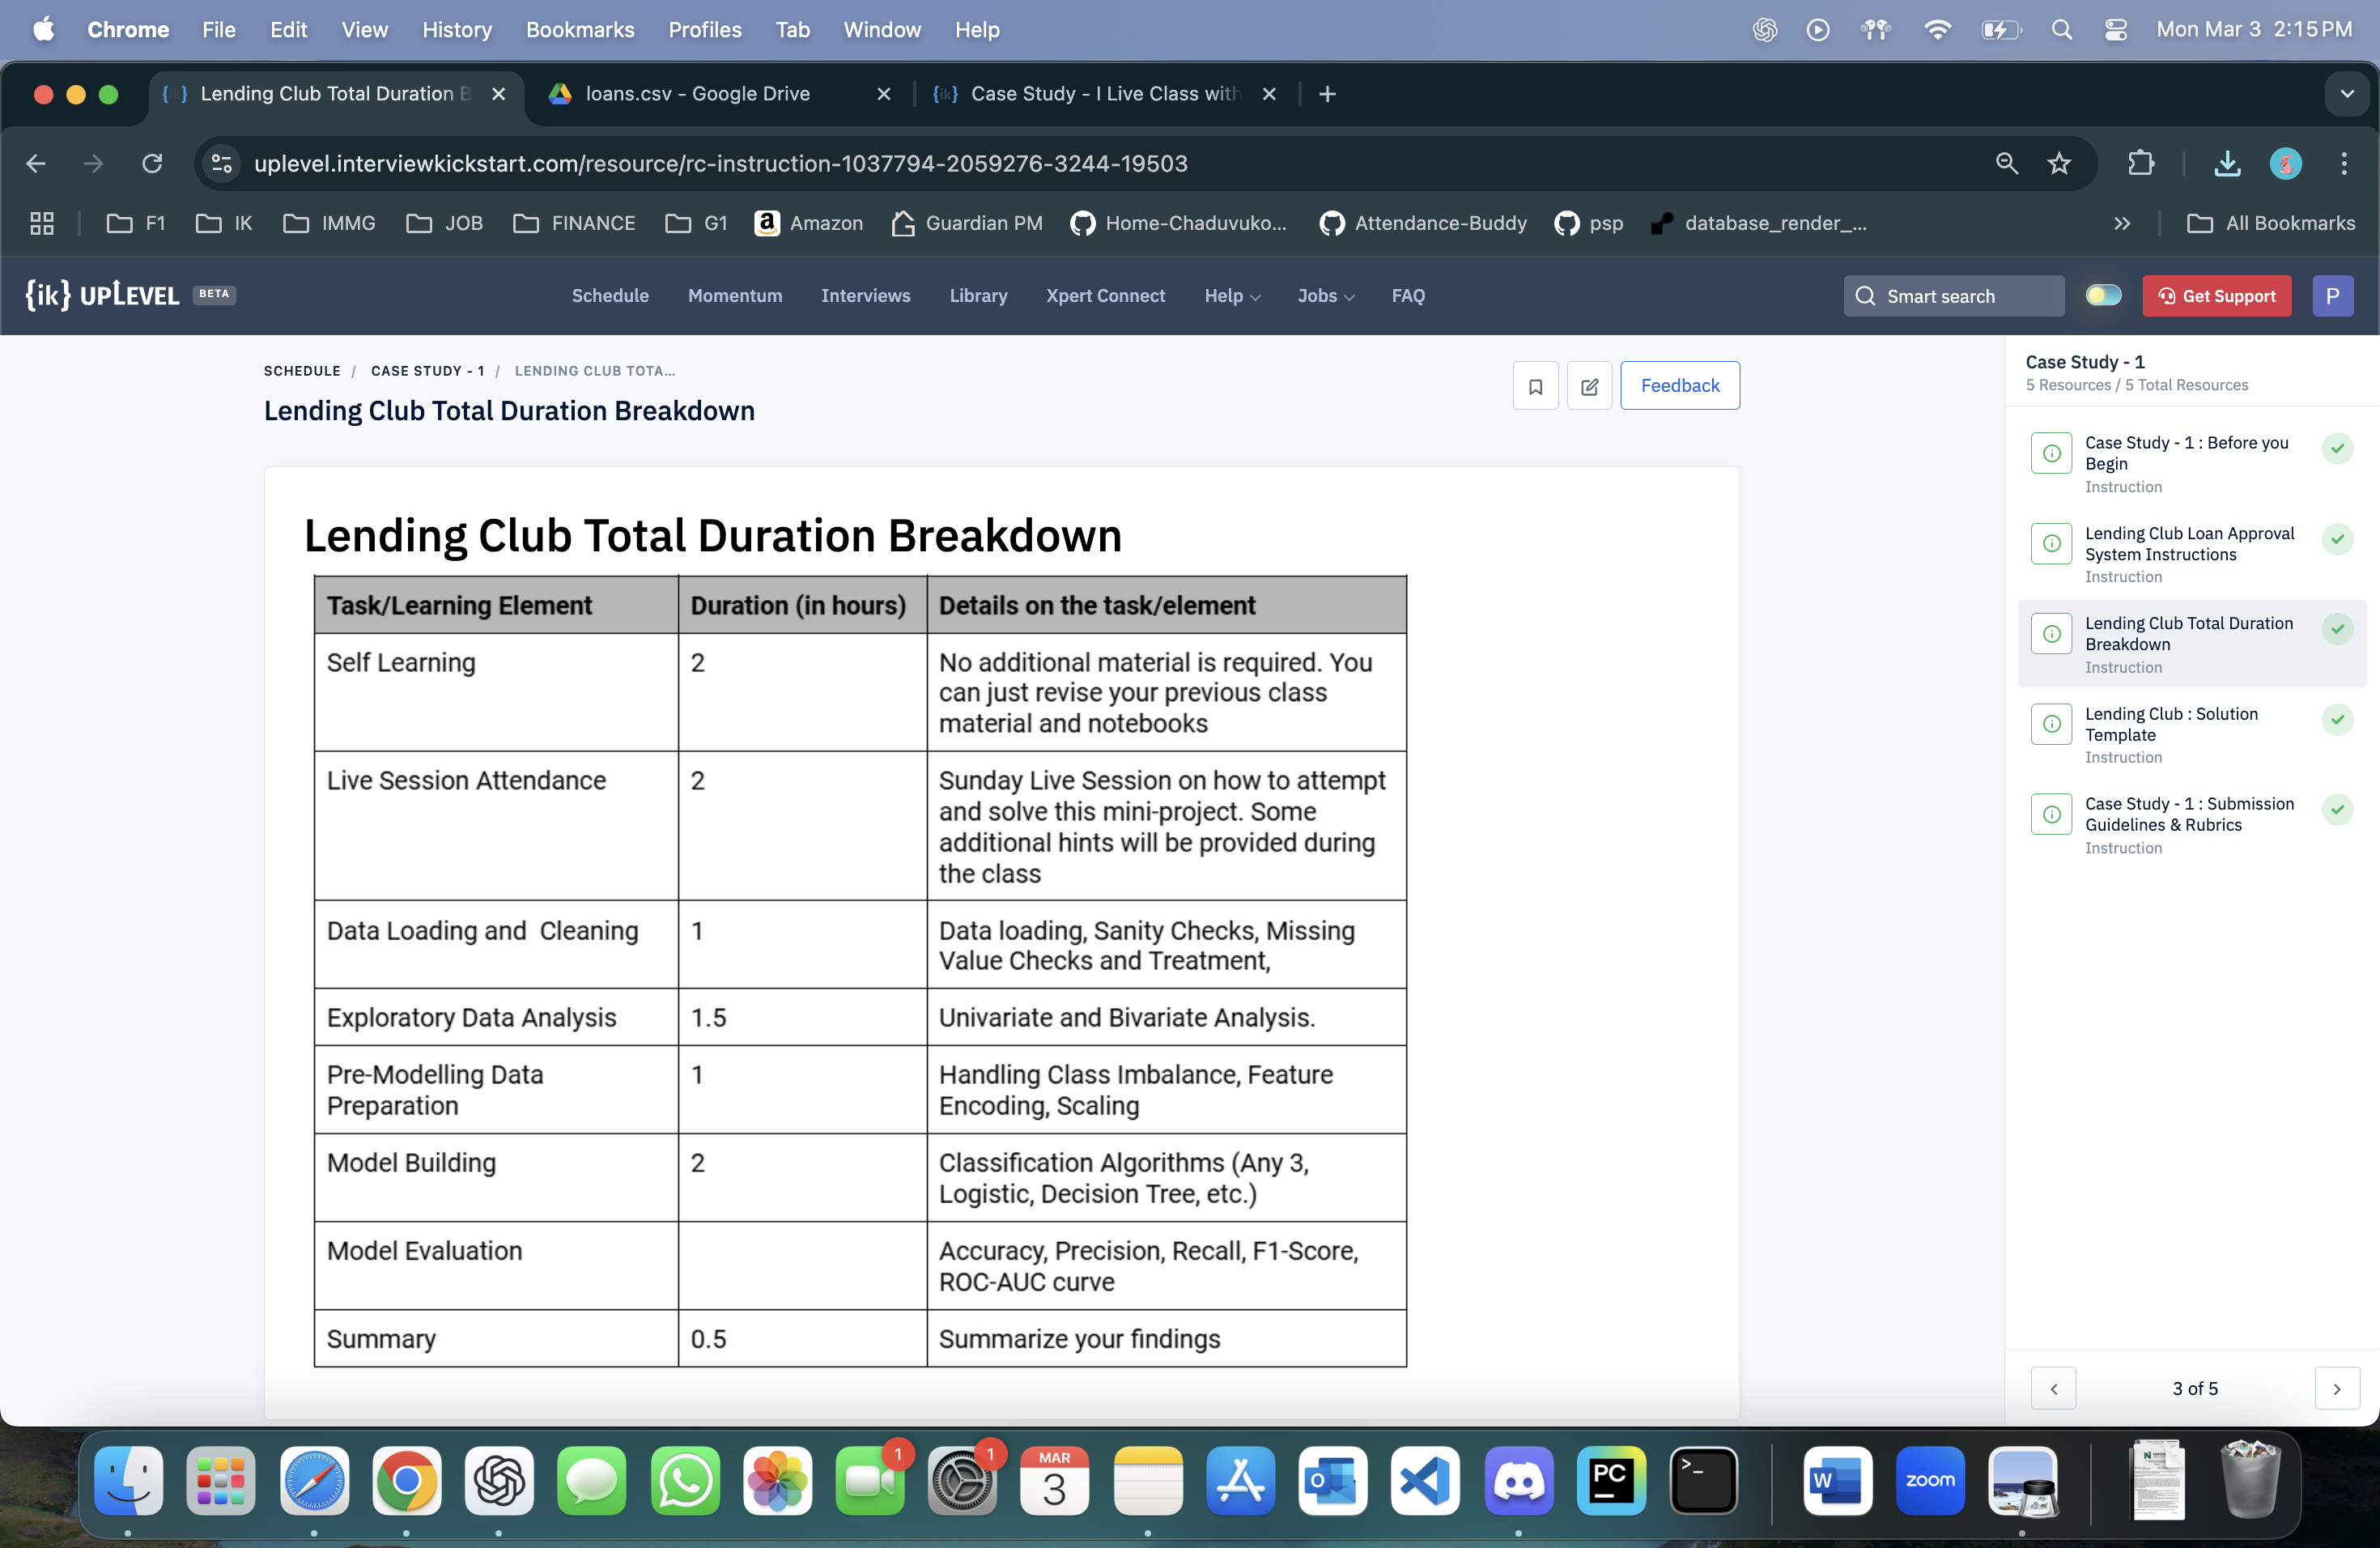 Chrome File Edit View History Bookmarks Profiles Tab Window Help Mon Mar 3 2:15 PM
{ik} Lending Club Total Duration B
loans.csv - Google Drive
{ik} Case Study - I Live Class with
uplevel.interviewkickstart.com/resource/rc-instruction-1037794-2059276-3244-19503
F1 IK IMMG JOB FINANCE G1 Amazon Guardian PM Home-Chaduvuko... Attendance-Buddy psp database_render_... All Bookmarks
{ik} UPLEVEL BETA Schedule Momentum Interviews Library Xpert Connect Help Jobs FAQ Smart search Get Support P
SCHEDULE / CASE STUDY - 1 / LENDING CLUB TOTA...
Lending Club Total Duration Breakdown
Feedback
Lending Club Total Duration Breakdown
Task/Learning Element Duration (in hours) Details on the task/element
Self Learning 2 No additional material is required. You
can just revise your previous class
material and notebooks
Live Session Attendance 2 Sunday Live Session on how to attempt
and solve this mini-project. Some
additional hints will be provided during
the class
Data Loading and Cleaning 1 Data loading, Sanity Checks, Missing
Value Checks and Treatment,
Exploratory Data Analysis 1.5 Univariate and Bivariate Analysis.
Pre-Modelling Data 1 Handling Class Imbalance, Feature
Preparation Encoding, Scaling
Model Building 2 Classification Algorithms (Any 3,
Logistic, Decision Tree, etc.)
Model Evaluation Accuracy, Precision, Recall, F1-Score,
ROC-AUC curve
Summary 0.5 Summarize your findings
Case Study - 1
5 Resources / 5 Total Resources
Case Study - 1 : Before you
Begin
Instruction
Lending Club Loan Approval
System Instructions
Instruction
Lending Club Total Duration
Breakdown
Instruction
Lending Club : Solution
Template
Instruction
Case Study - 1 : Submission
Guidelines & Rubrics
Instruction
3 of 5
1
1
MAR
3
O
PC
>_
W
zoom